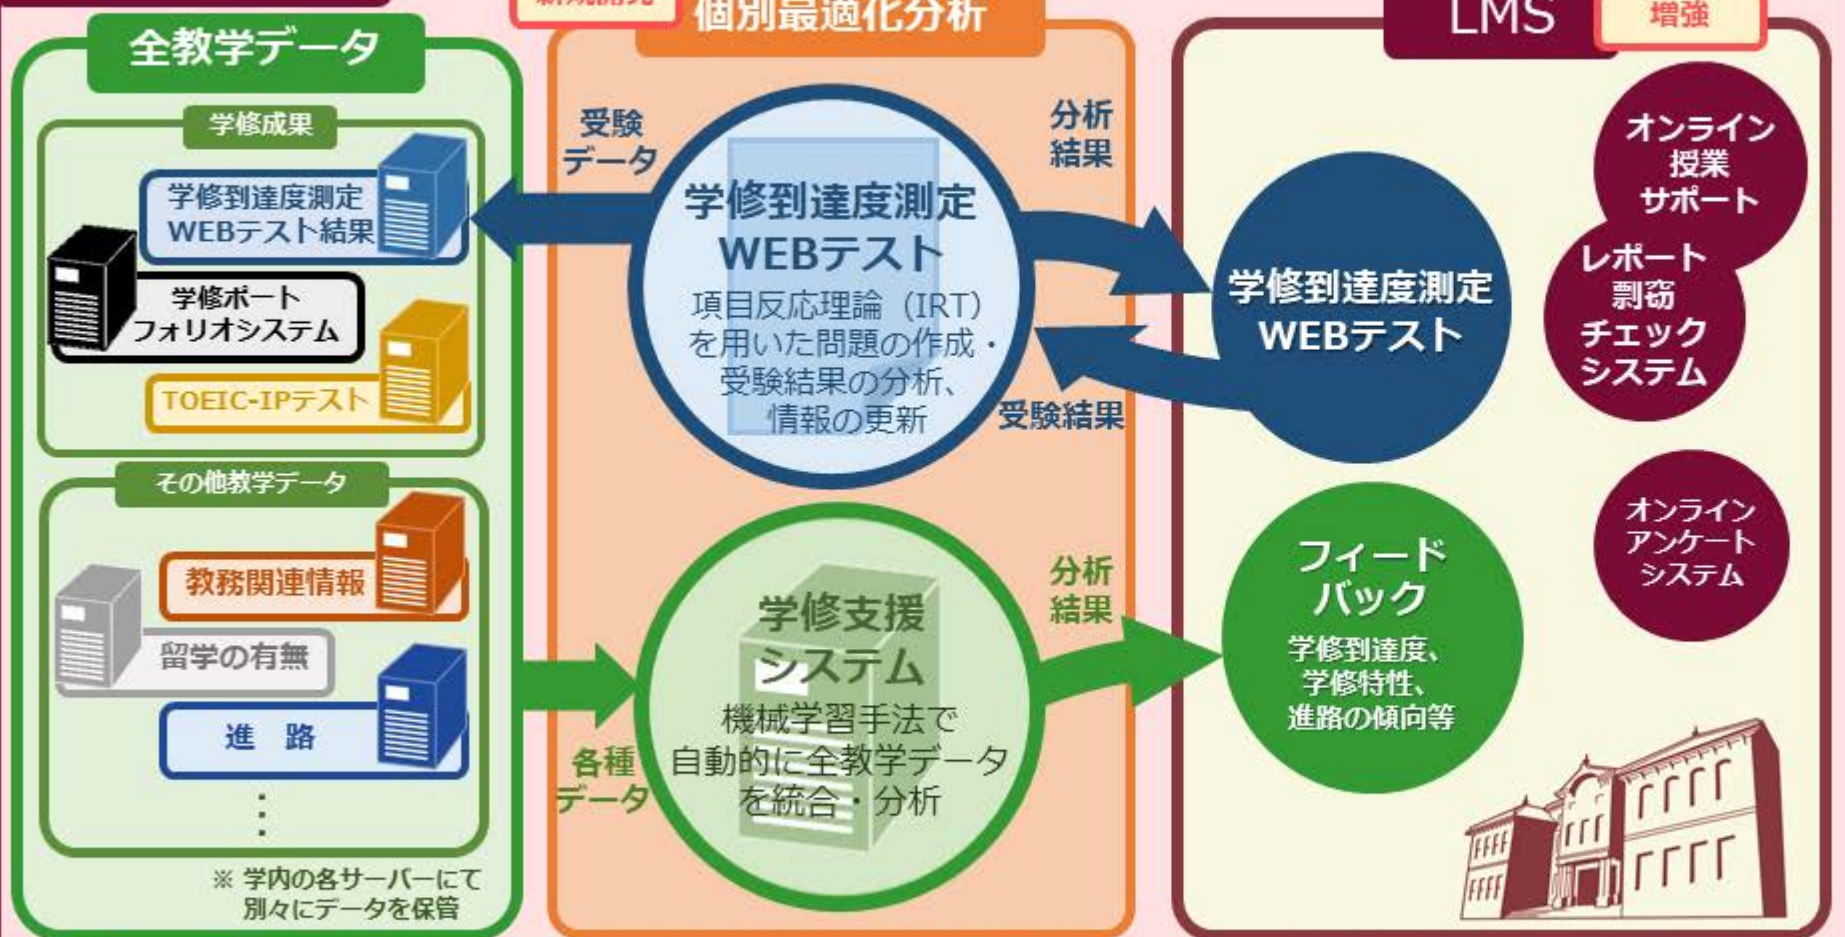 全教学データ
学修成果
学修到達度測定
WEBテスト結果
学修ポート
フォリオシステム
TOEIC-IPテスト
その他教学データ
教務関連情報
留学の有無
進 路
⋮
※ 学内の各サーバーにて
別々にデータを保管
個別最適化分析
受験
データ
分析
結果
学修到達度測定
WEBテスト
項目反応理論（IRT）
を用いた問題の作成・
受験結果の分析、
情報の更新
受験結果
学修支援
システム
機械学習手法で
自動的に全教学データ
を統合・分析
各種
データ
分析
結果
LMS
増強
学修到達度測定
WEBテスト
オンライン
授業
サポート
レポート
剽窃
チェック
システム
オンライン
アンケート
システム
フィード
バック
学修到達度、
学修特性、
進路の傾向等